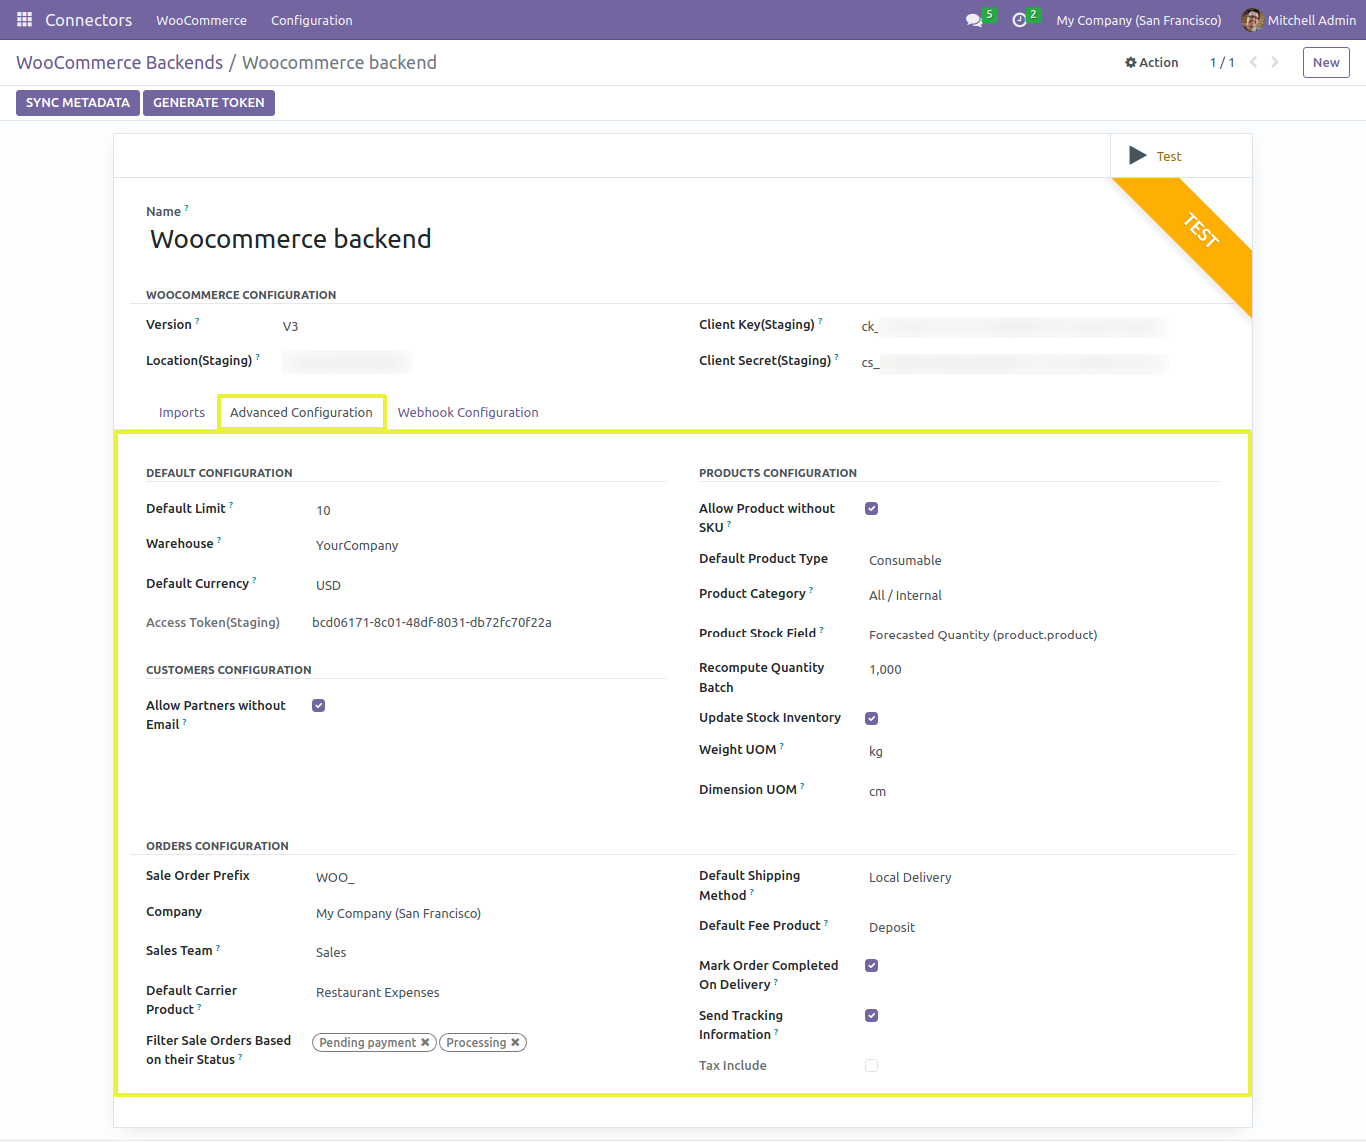 Connectors WooCommerce Configuration 5 2 My Company (San Francisco) Mitchell Admin
WooCommerce Backends / Woocommerce backend Action 1 / 1 New
SYNC METADATA GENERATE TOKEN
Test
TEST
Name ?
Woocommerce backend
WOOCOMMERCE CONFIGURATION
Version ? V3
Client Key(Staging) ? ck_
Location(Staging) ?
Client Secret(Staging) ? cs_
Imports Advanced Configuration Webhook Configuration
DEFAULT CONFIGURATION
Default Limit ? 10
Warehouse ? YourCompany
Default Currency ? USD
Access Token(Staging) bcd06171-8c01-48df-8031-db72fc70f22a
CUSTOMERS CONFIGURATION
Allow Partners without
Email ?
PRODUCTS CONFIGURATION
Allow Product without
SKU ?
Default Product Type Consumable
Product Category ? All / Internal
Product Stock Field ? Forecasted Quantity (product.product)
Recompute Quantity 1,000
Batch
Update Stock Inventory
Weight UOM ? kg
Dimension UOM ? cm
ORDERS CONFIGURATION
Sale Order Prefix WOO_
Company My Company (San Francisco)
Sales Team ? Sales
Default Carrier Restaurant Expenses
Product ?
Filter Sale Orders Based Pending payment ✖ Processing ✖
on their Status ?
Default Shipping Local Delivery
Method ?
Default Fee Product ? Deposit
Mark Order Completed
On Delivery ?
Send Tracking
Information ?
Tax Include